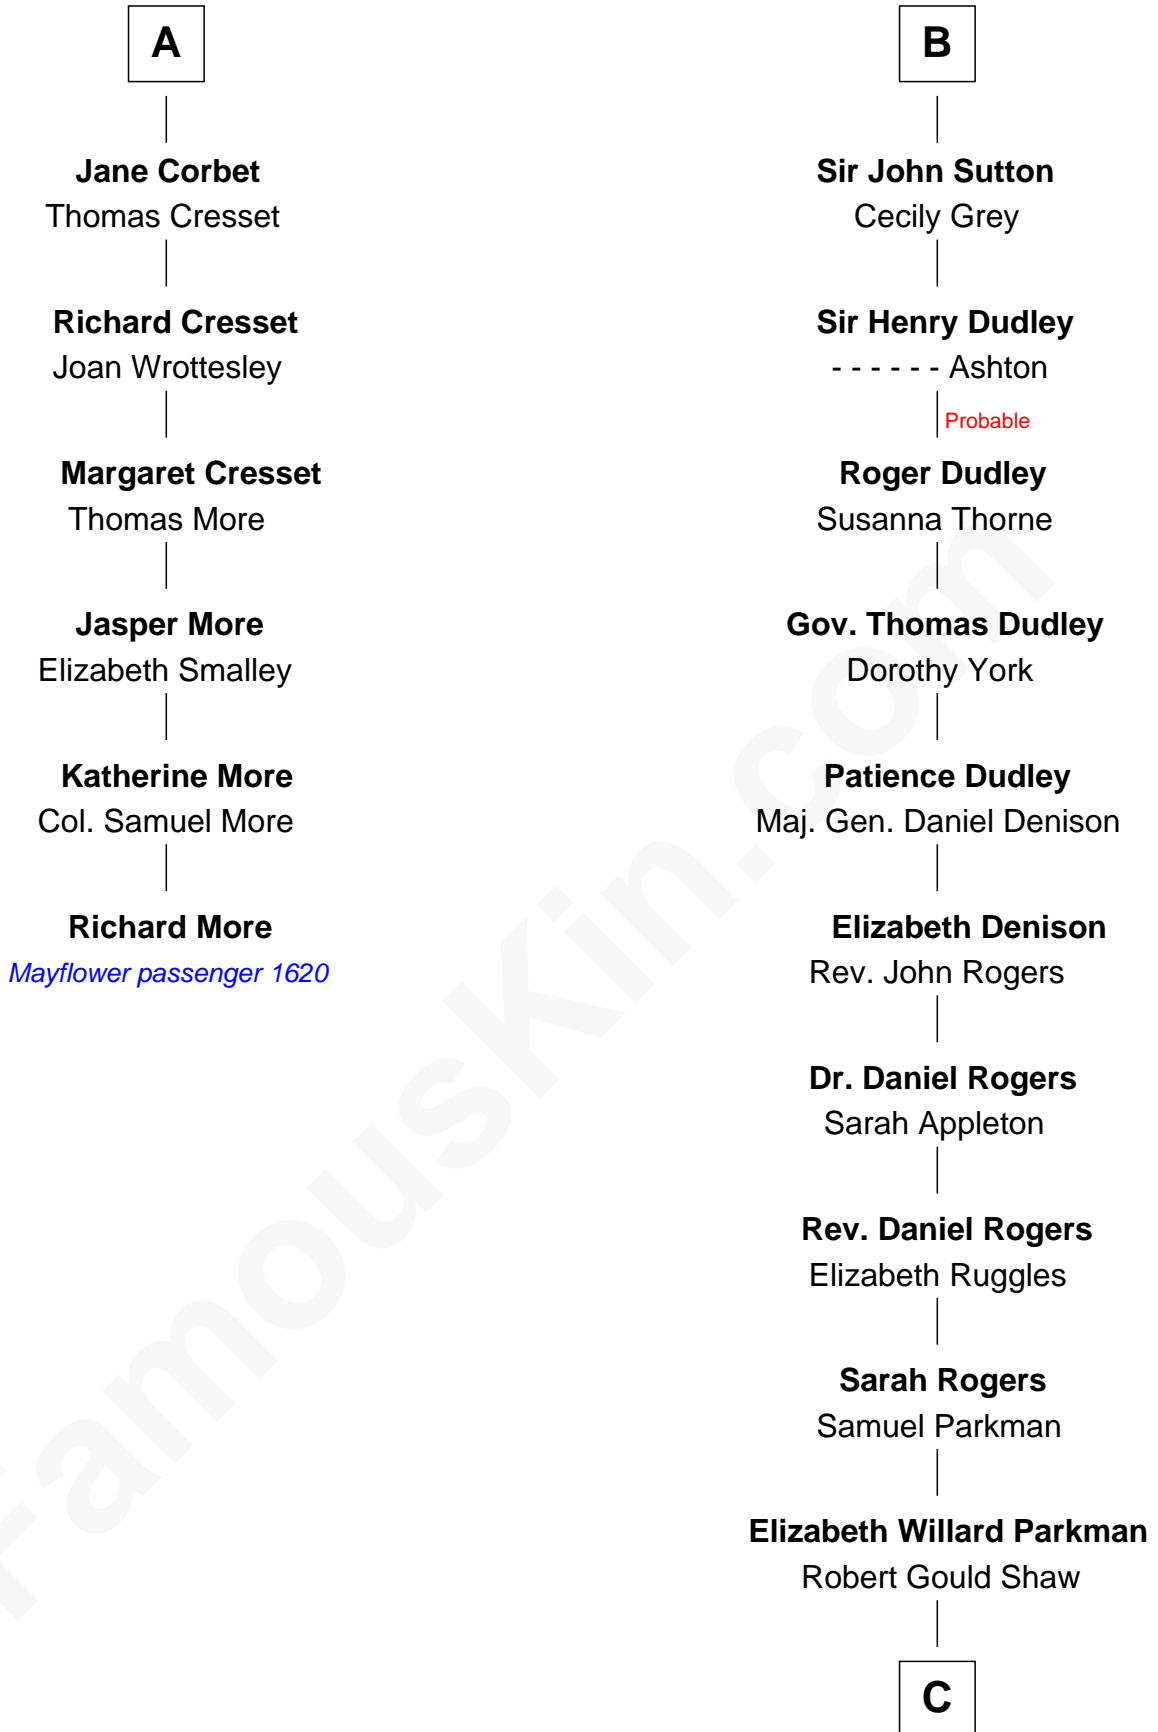 A
Jane Corbet
Thomas Cresset
Richard Cresset
Joan Wrottesley
Margaret Cresset
Thomas More
Jasper More
Elizabeth Smalley
Katherine More
Col. Samuel More
Richard More
Mayflower passenger 1620
B
Sir John Sutton
Cecily Grey
Sir Henry Dudley
- - - - - - Ashton
Probable
Roger Dudley
Susanna Thorne
Gov. Thomas Dudley
Dorothy York
Patience Dudley
Maj. Gen. Daniel Denison
Elizabeth Denison
Rev. John Rogers
Dr. Daniel Rogers
Sarah Appleton
Rev. Daniel Rogers
Elizabeth Ruggles
Sarah Rogers
Samuel Parkman
Elizabeth Willard Parkman
Robert Gould Shaw
C
FamousKin.com